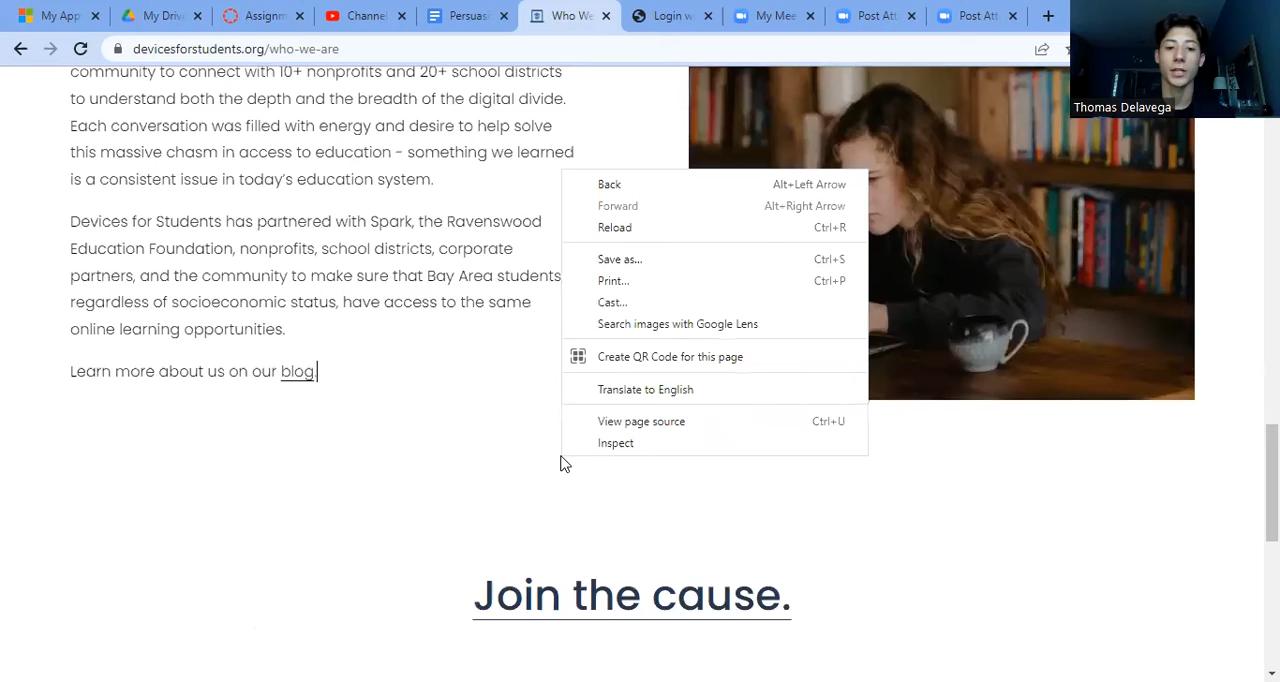 My App
My Driv
Assignm
Channel
Persuas
Who We
Login w
My Mee
Post Att
Post Att
devicesforstudents.org/who-we-are
Thomas Delavega
community to connect with 10+ nonprofits and 20+ school districts
to understand both the depth and the breadth of the digital divide.
Each conversation was filled with energy and desire to help solve
this massive chasm in access to education - something we learned
is a consistent issue in today's education system.
Devices for Students has partnered with Spark, the Ravenswood
Education Foundation, nonprofits, school districts, corporate
partners, and the community to make sure that Bay Area students
regardless of socioeconomic status, have access to the same
online learning opportunities.
Learn more about us on our blog
Back Alt+Left Arrow
Forward Alt+Right Arrow
Reload Ctrl+R
Save as... Ctrl+S
Print... Ctrl+P
Cast...
Search images with Google Lens
Create QR Code for this page
Translate to English
View page source Ctrl+U
Inspect
Join the cause.